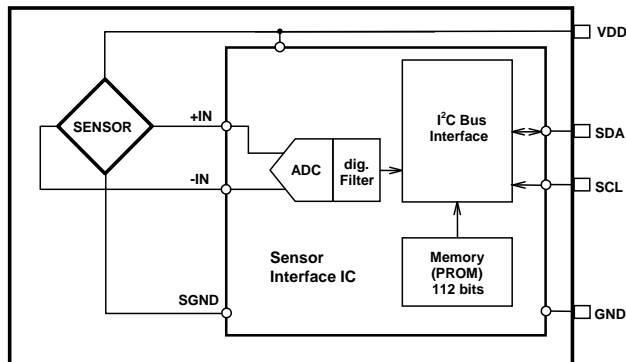 VDD
SENSOR
+IN
-IN
SGND
ADC
dig.
Filter
I²C Bus
Interface
SDA
SCL
Sensor
Interface IC
Memory
(PROM)
112 bits
GND